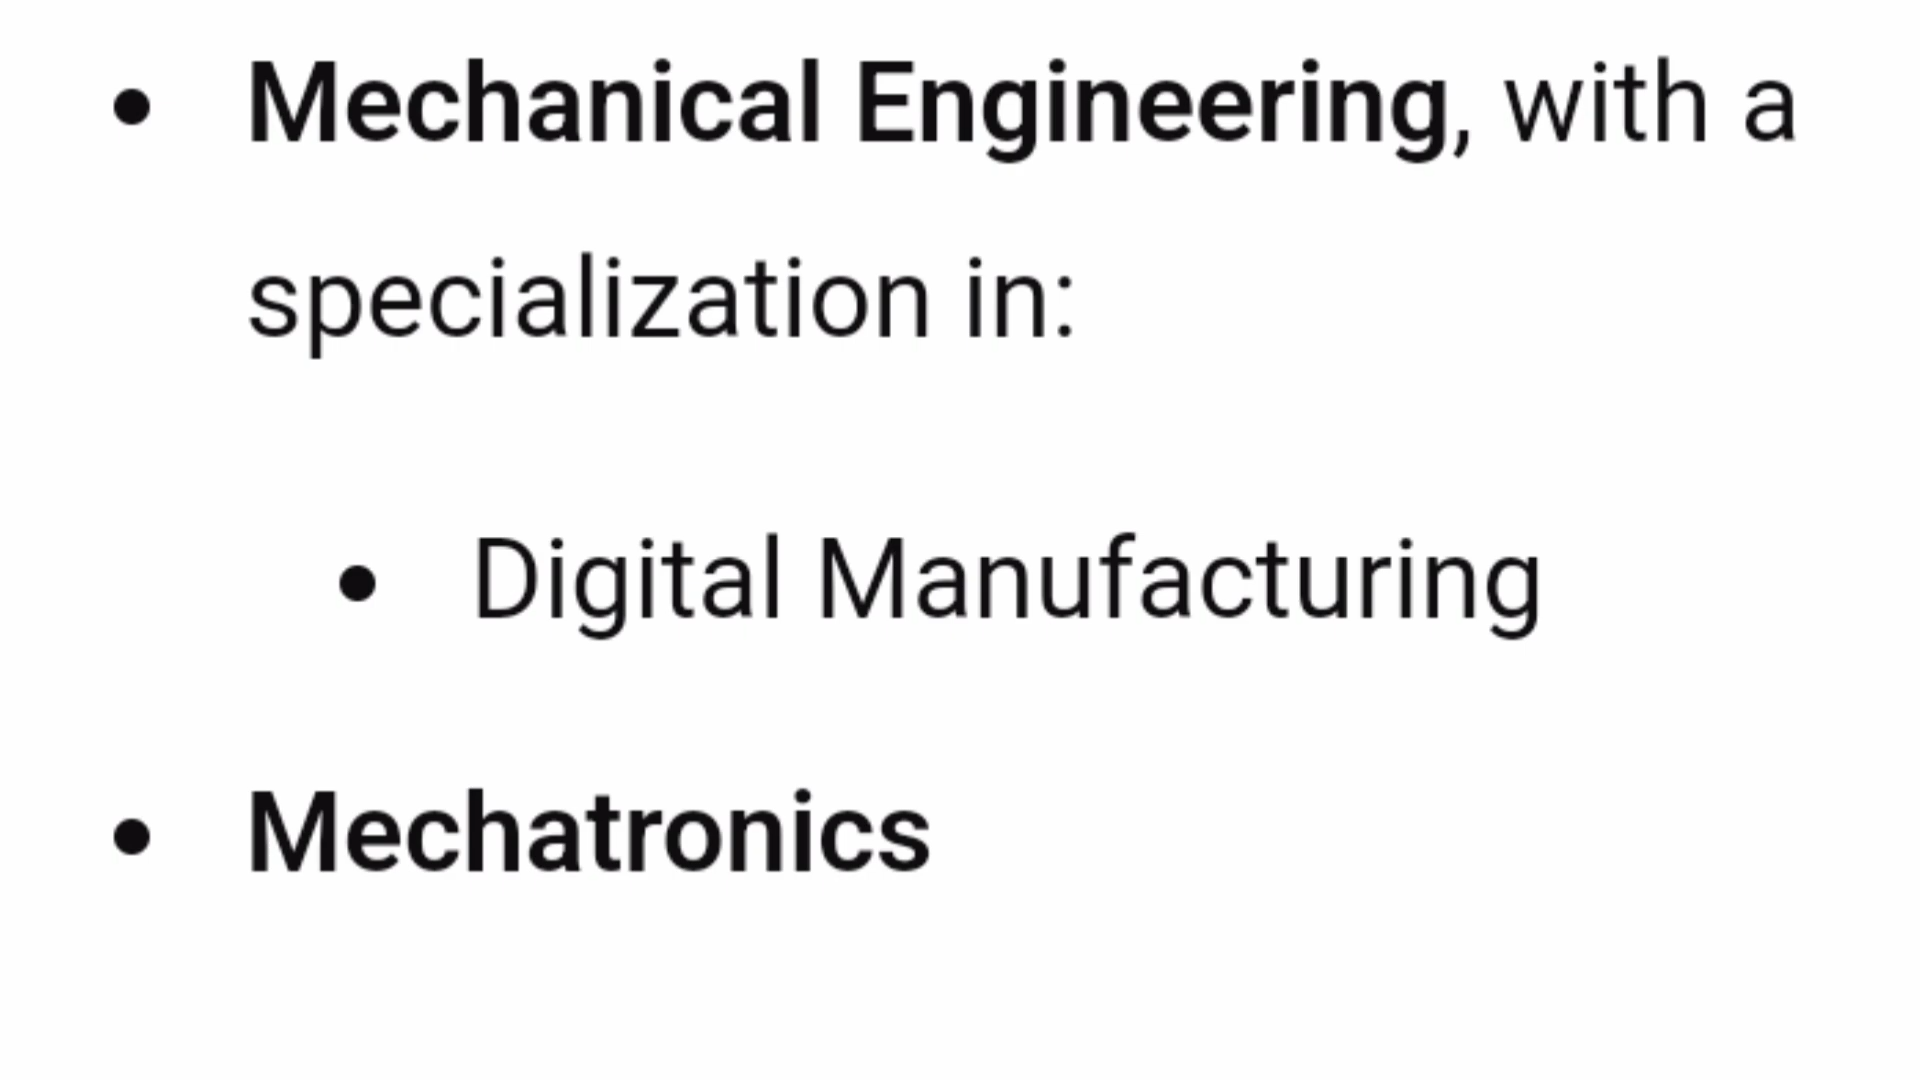 • Mechanical Engineering, with a
specialization in:
• Digital Manufacturing
• Mechatronics